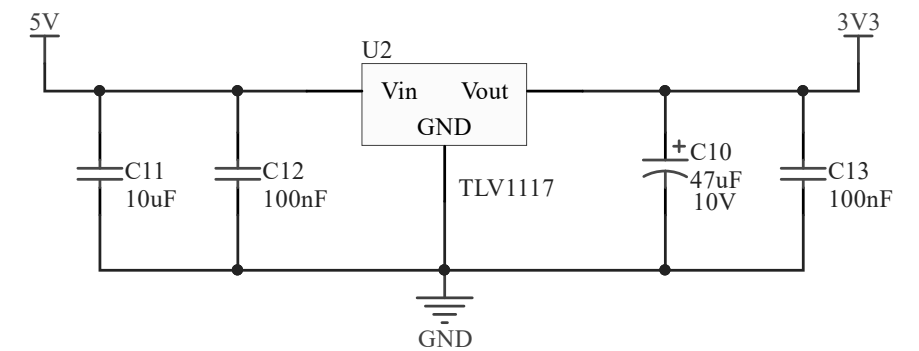 5V
3V3
U2
Vin
Vout
GND
TLV1117
C11
10uF
C12
100nF
+
C10
47uF
10V
C13
100nF
GND